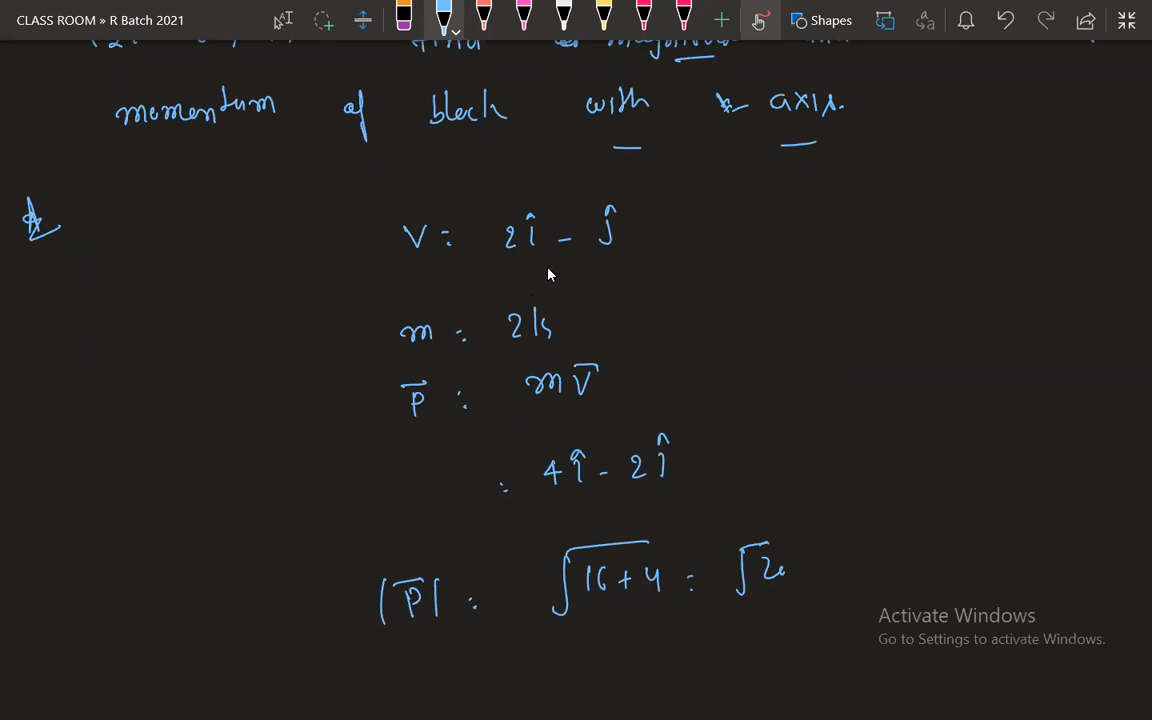 CLASS ROOM » R Batch 2021
Shapes
find
momentum of block with x axis.
V = 2î - ĵ
m = 2kg
p̄ = m v̄
= 4î - 2ĵ
|p̄| = √16+4 = √20
Activate Windows
Go to Settings to activate Windows.